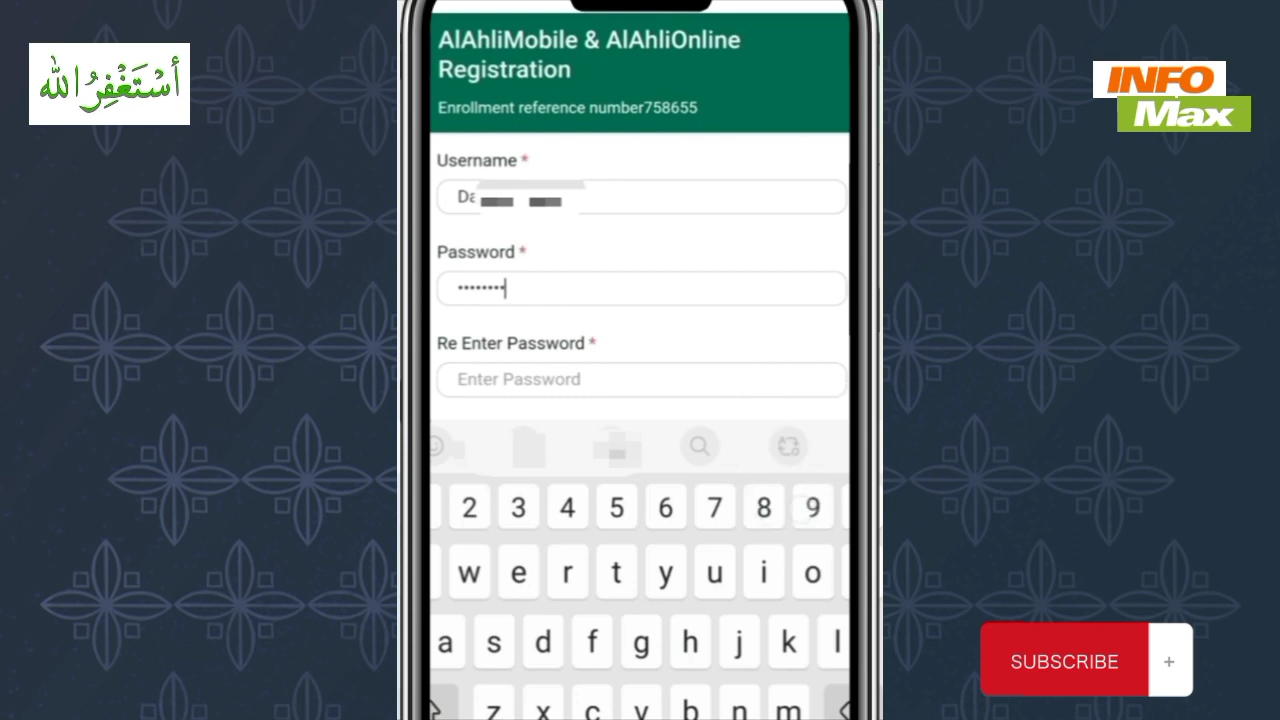 أَسْتَغْفِرُ الله
INFO
Max
AlAhliMobile & AlAhliOnline
Registration
Enrollment reference number758655
Username *
Da
Password *
••••••••
Re Enter Password *
Enter Password
2 3 4 5 6 7 8 9
w e r t y u i o
a s d f g h j k l
z x c v b n m
SUBSCRIBE +